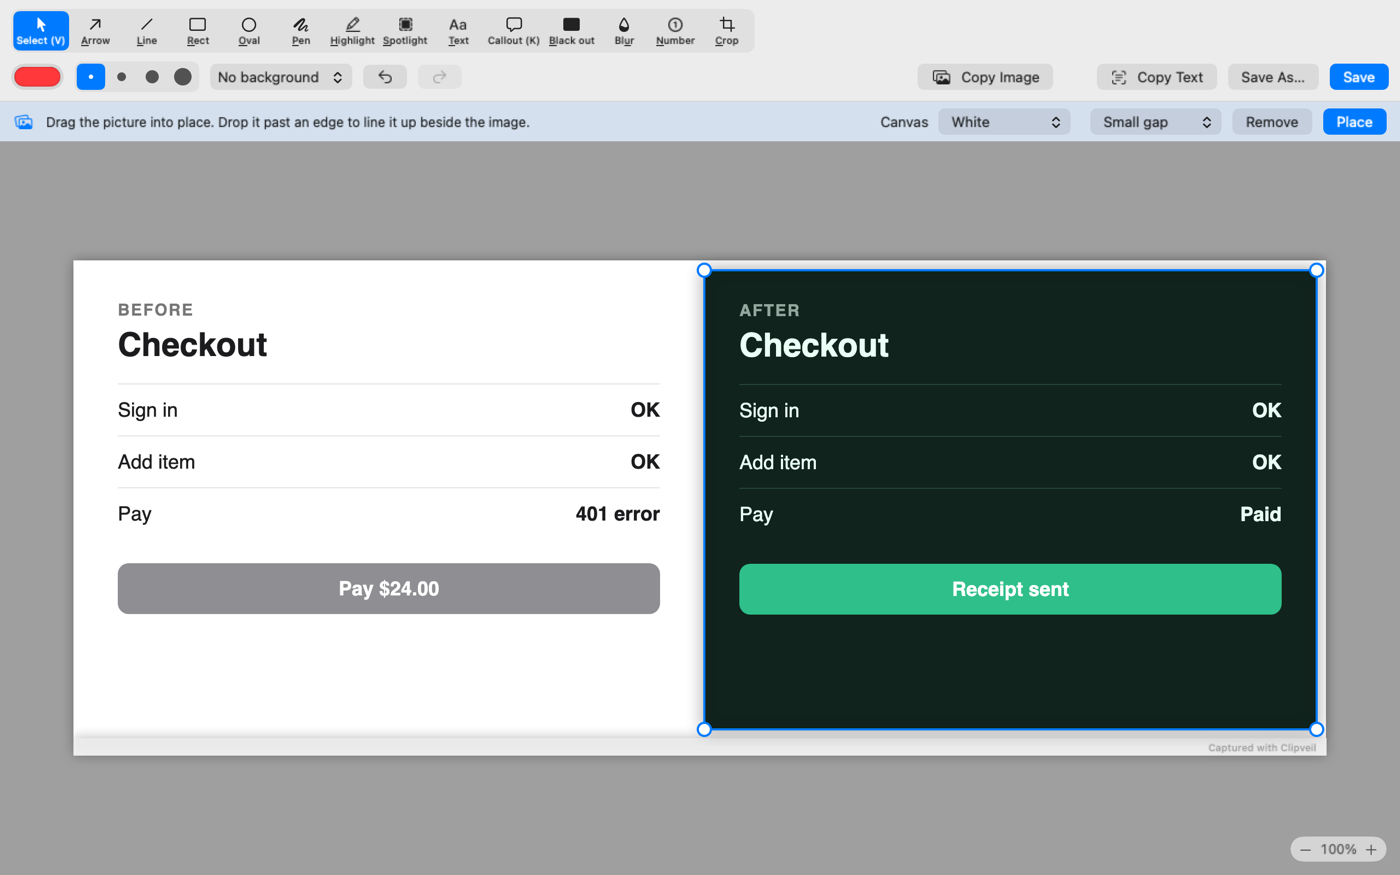 Select (V) Arrow Line Rect Oval Pen Highlight Spotlight Aa Text Callout (K) Black out Blur 1 Number Crop
No background Copy Image Copy Text Save As... Save
Drag the picture into place. Drop it past an edge to line it up beside the image. Canvas White Small gap Remove Place
BEFORE
Checkout
Sign in OK
Add item OK
Pay 401 error
Pay $24.00
AFTER
Checkout
Sign in OK
Add item OK
Pay Paid
Receipt sent
Captured with Clipveil
100%